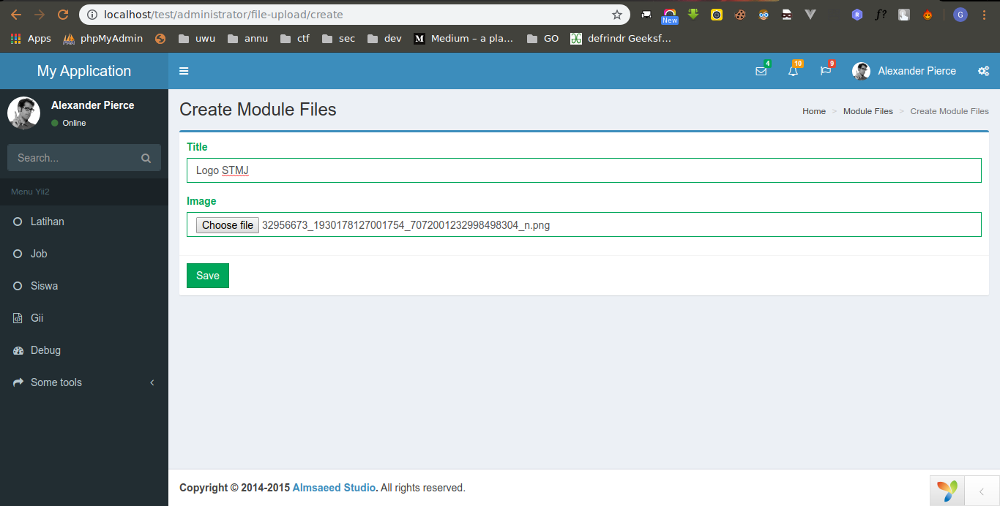 localhost/test/administrator/file-upload/create
New
R
f?
G
Apps phpMyAdmin uwu annu ctf sec dev M Medium – a pla... GO defrindr Geeksf...
My Application
4 10 9 Alexander Pierce
Alexander Pierce
Online
Search...
Menu Yii2
Latihan
Job
Siswa
Gii
Debug
Some tools
Create Module Files
Home > Module Files > Create Module Files
Title
Logo STMJ
Image
Choose file 32956673_1930178127001754_7072001232998498304_n.png
Save
Copyright © 2014-2015 Almsaeed Studio. All rights reserved.